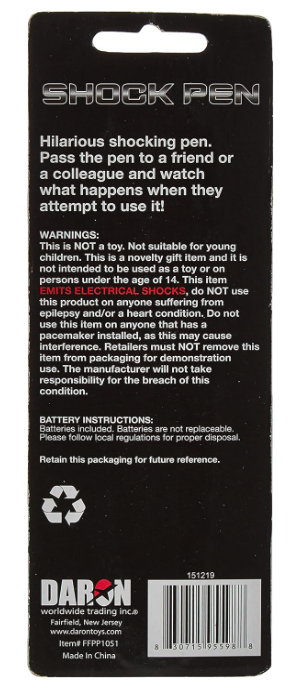 SHOCK PEN
Hilarious shocking pen.
Pass the pen to a friend or
a colleague and watch
what happens when they
attempt to use it!
WARNINGS:
This is NOT a toy. Not suitable for young
children. This is a novelty gift item and it is
not intended to be used as a toy or on
persons under the age of 14. This item
EMITS ELECTRICAL SHOCKS, do NOT use
this product on anyone suffering from
epilepsy and/or a heart condition. Do not
use this item on anyone that has a
pacemaker installed, as this may cause
interference. Retailers must NOT remove this
item from packaging for demonstration
use. The manufacturer will not take
responsibility for the breach of this
condition.
BATTERY INSTRUCTIONS:
Batteries included. Batteries are not replaceable.
Please follow local regulations for proper disposal.
Retain this packaging for future reference.
DARON
worldwide trading inc.®
Fairfield, New Jersey
www.darontoys.com
Item# FFPP1051
Made In China
151219
8 30715 95598 8